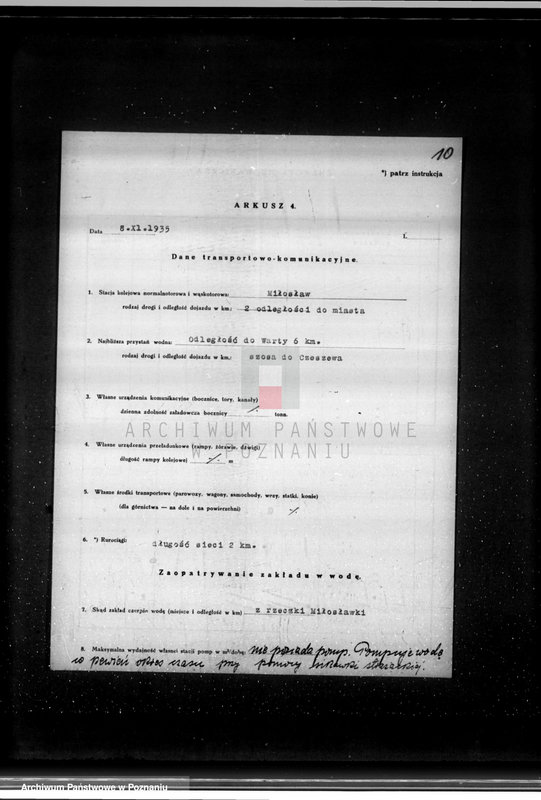 10
*) patrz instrukcja
ARKUSZ 4.
Data 8.XI.1935 L
Dane transportowo-komunikacyjne.
1. Stacja kolejowa normalnotorowa i wąskotorowa: Miłosław
rodzaj drogi i odległość dojazdu w km.: 2 odległości do miasta
2. Najbliższa przystań wodna: Odległość do Warty 6 km.
rodzaj drogi i odległość dojazdu w km.: szosa do Czeszewa
3. Własne urządzenia komunikacyjne (bocznice, tory, kanały)
dzienna zdolność załadowcza bocznicy ./. tonn.
ARCHIWUM PAŃSTWOWE
W POZNANIU
4. Własne urządzenia przeładunkowe (rampy, żórawie, dźwigi)
długość rampy kolejowej ./. m
5. Własne środki transportowe (parowozy, wagony, samochody, wozy, statki, konie)
(dla górnictwa — na dole i na powierzchni) ./.
6. *) Rurociągi: długość sieci 2 km.
Zaopatrywanie zakładu w wodę.
7. Skąd zakład czerpie wodę (miejsce i odległość w km) z rzeczki Miłosławki
8. Maksymalna wydajność własnej stacji pomp w m³/dobę: nie posiada pomp. Pompuje wodę
w pewien okres czasu przy pomocy sikawki strażackiej.
Archiwum Państwowe w Poznaniu